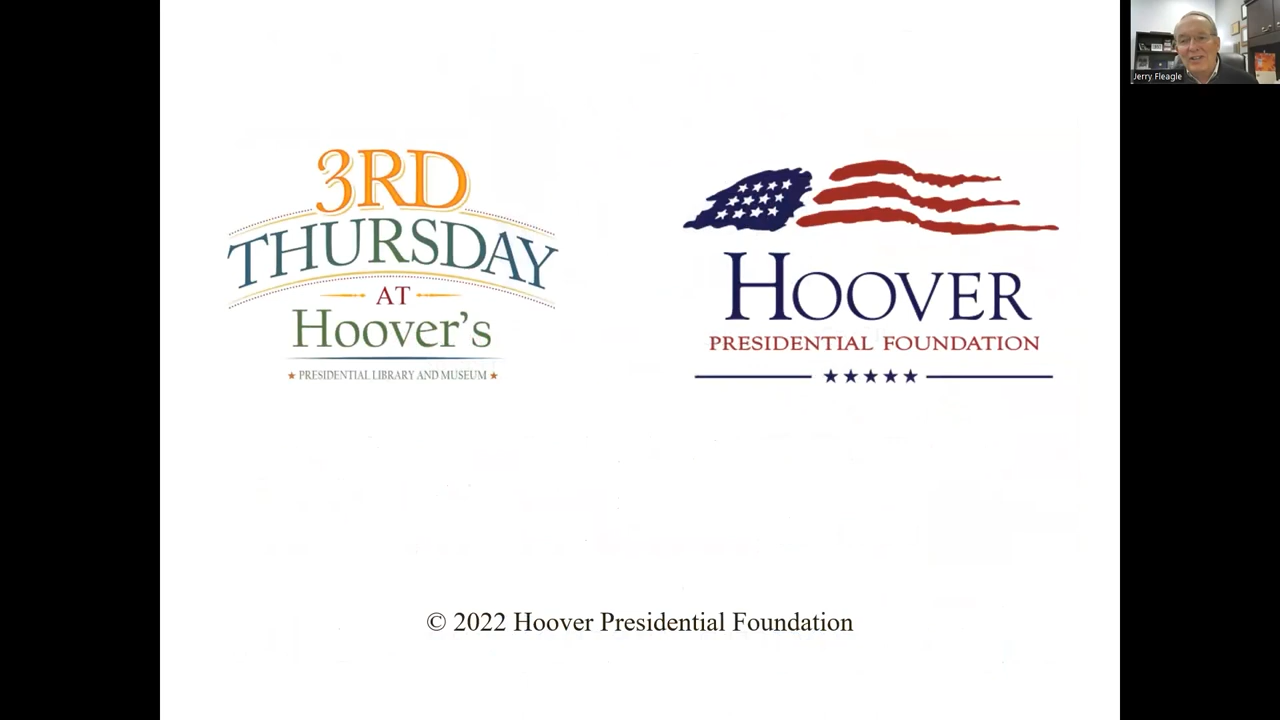 Jerry Fleagle
3RD
THURSDAY
AT
Hoover's
★ PRESIDENTIAL LIBRARY AND MUSEUM ★
HOOVER
PRESIDENTIAL FOUNDATION
© 2022 Hoover Presidential Foundation